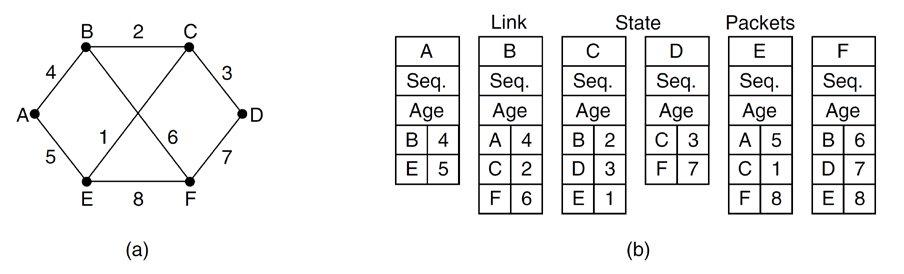 B 2 C
4 3
A D
5 1 6 7
E 8 F
(a)
Link State Packets
A B C D E F
Seq. Seq. Seq. Seq. Seq. Seq.
Age Age Age Age Age Age
B 4 A 4 B 2 C 3 A 5 B 6
E 5 C 2 D 3 F 7 C 1 D 7
F 6 E 1 F 8 E 8
(b)